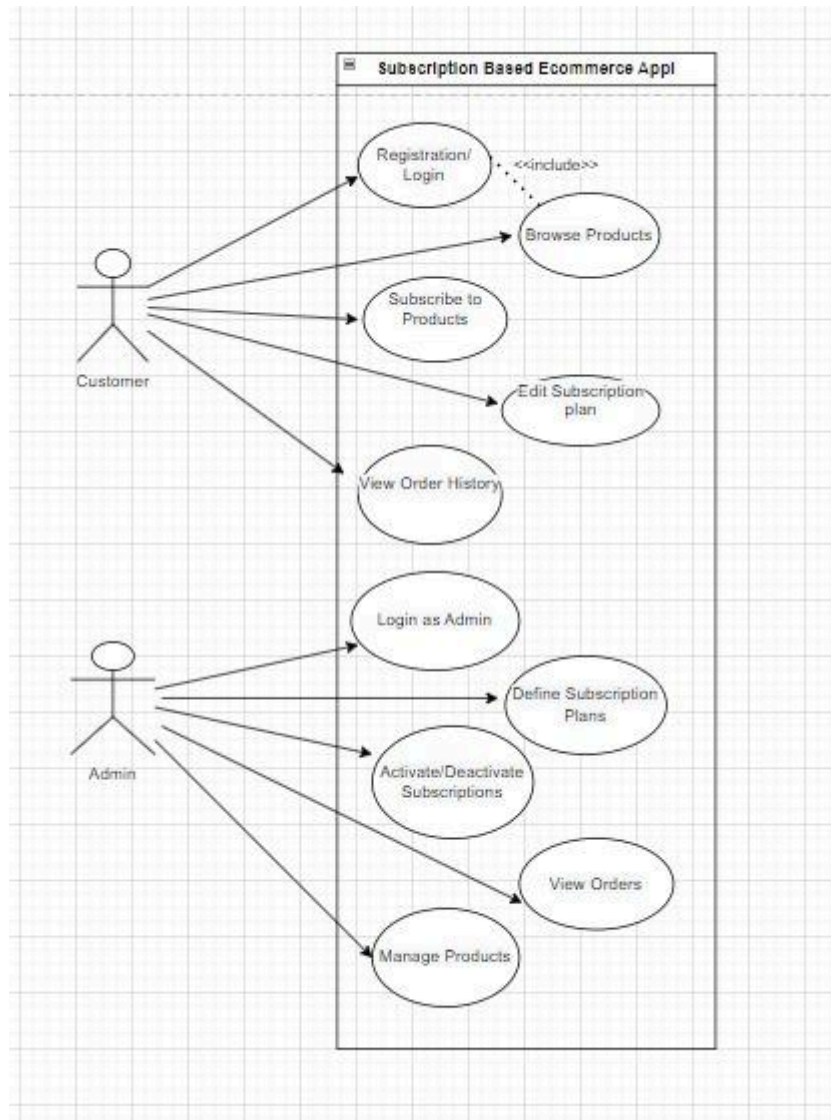 Subscription Based Ecommerce Appl
Registration/
Login
<<include>>
Browse Products
Subscribe to
Products
Customer
Edit Subscription
plan
View Order History
Login as Admin
Define Subscription
Plans
Admin
Activate/Deactivate
Subscriptions
View Orders
Manage Products